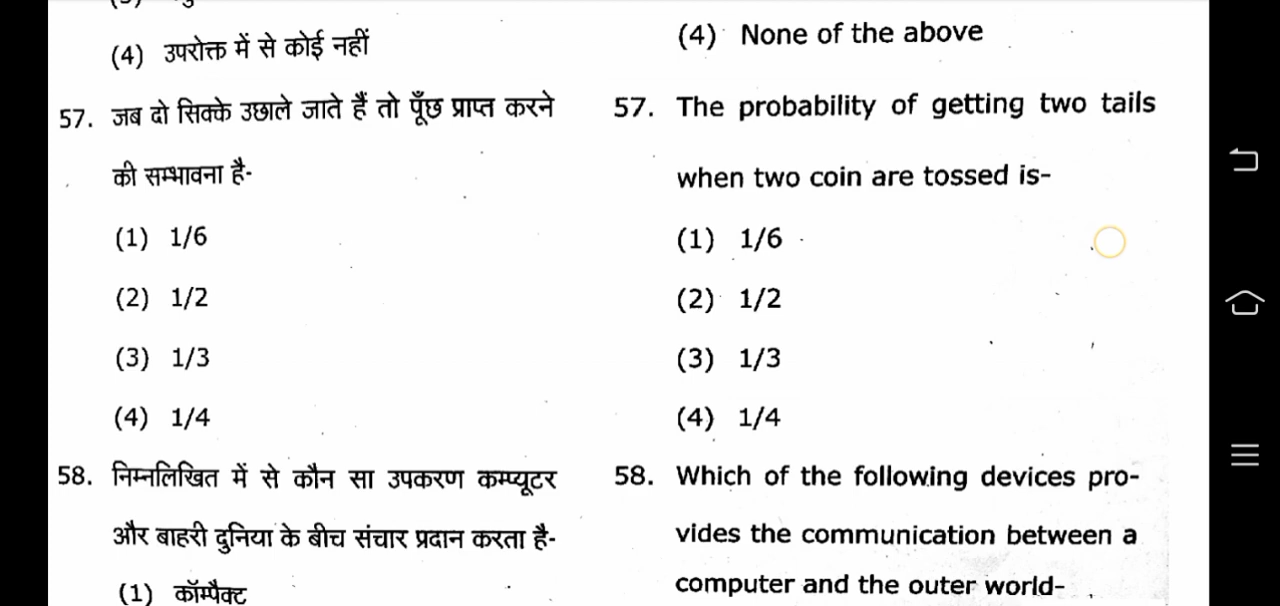 (4) उपरोक्त में से कोई नहीं
57. जब दो सिक्के उछाले जाते हैं तो पूँछ प्राप्त करने
की सम्भावना है-
(1) 1/6
(2) 1/2
(3) 1/3
(4) 1/4
58. निम्नलिखित में से कौन सा उपकरण कम्प्यूटर
और बाहरी दुनिया के बीच संचार प्रदान करता है-
(1) कॉम्पैक्ट
(4) None of the above
57. The probability of getting two tails
when two coin are tossed is-
(1) 1/6
(2) 1/2
(3) 1/3
(4) 1/4
58. Which of the following devices pro-
vides the communication between a
computer and the outer world-